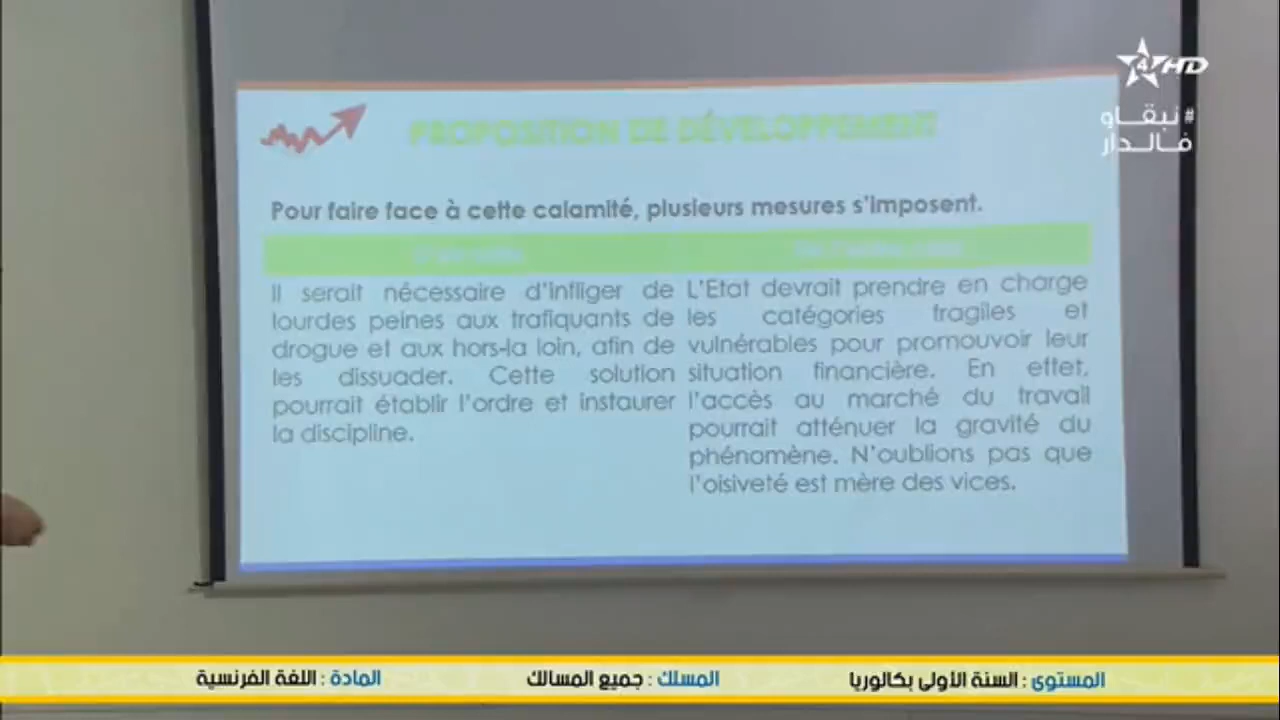 4 HD
#نبقاو
فالدار
PROPOSITION DE DÉVELOPPEMENT
Pour faire face à cette calamité, plusieurs mesures s'imposent.
Il serait nécessaire d'infliger de
lourdes peines aux trafiquants de
drogue et aux hors-la loin, afin de
les dissuader. Cette solution
pourrait établir l'ordre et instaurer
la discipline.
L'Etat devrait prendre en charge
les catégories fragiles et
vulnérables pour promouvoir leur
situation financière. En effet,
l'accès au marché du travail
pourrait atténuer la gravité du
phénomène. N'oublions pas que
l'oisiveté est mère des vices.
المستوى : السنة الأولى بكالوريا
المسلك : جميع المسالك
المادة : اللغة الفرنسية